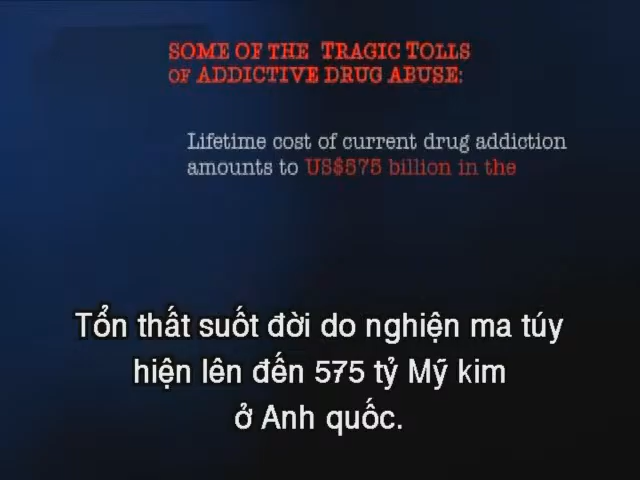 SOME OF THE TRAGIC TOLLS
OF ADDICTIVE DRUG ABUSE:
Lifetime cost of current drug addiction
amounts to US$575 billion in the
Tổn thất suốt đời do nghiện ma túy
hiện lên đến 575 tỷ Mỹ kim
ở Anh quốc.